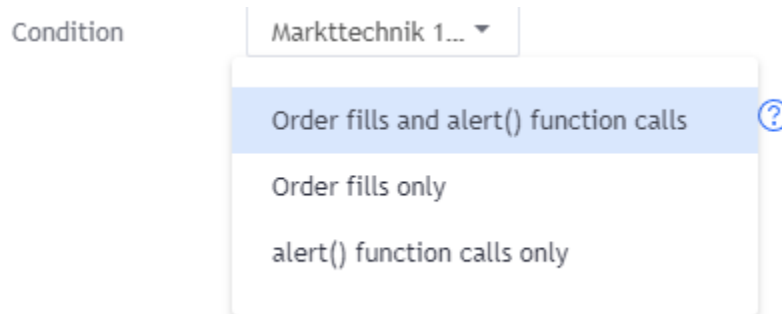 Condition Markttechnik 1...
Order fills and alert() function calls
Order fills only
alert() function calls only